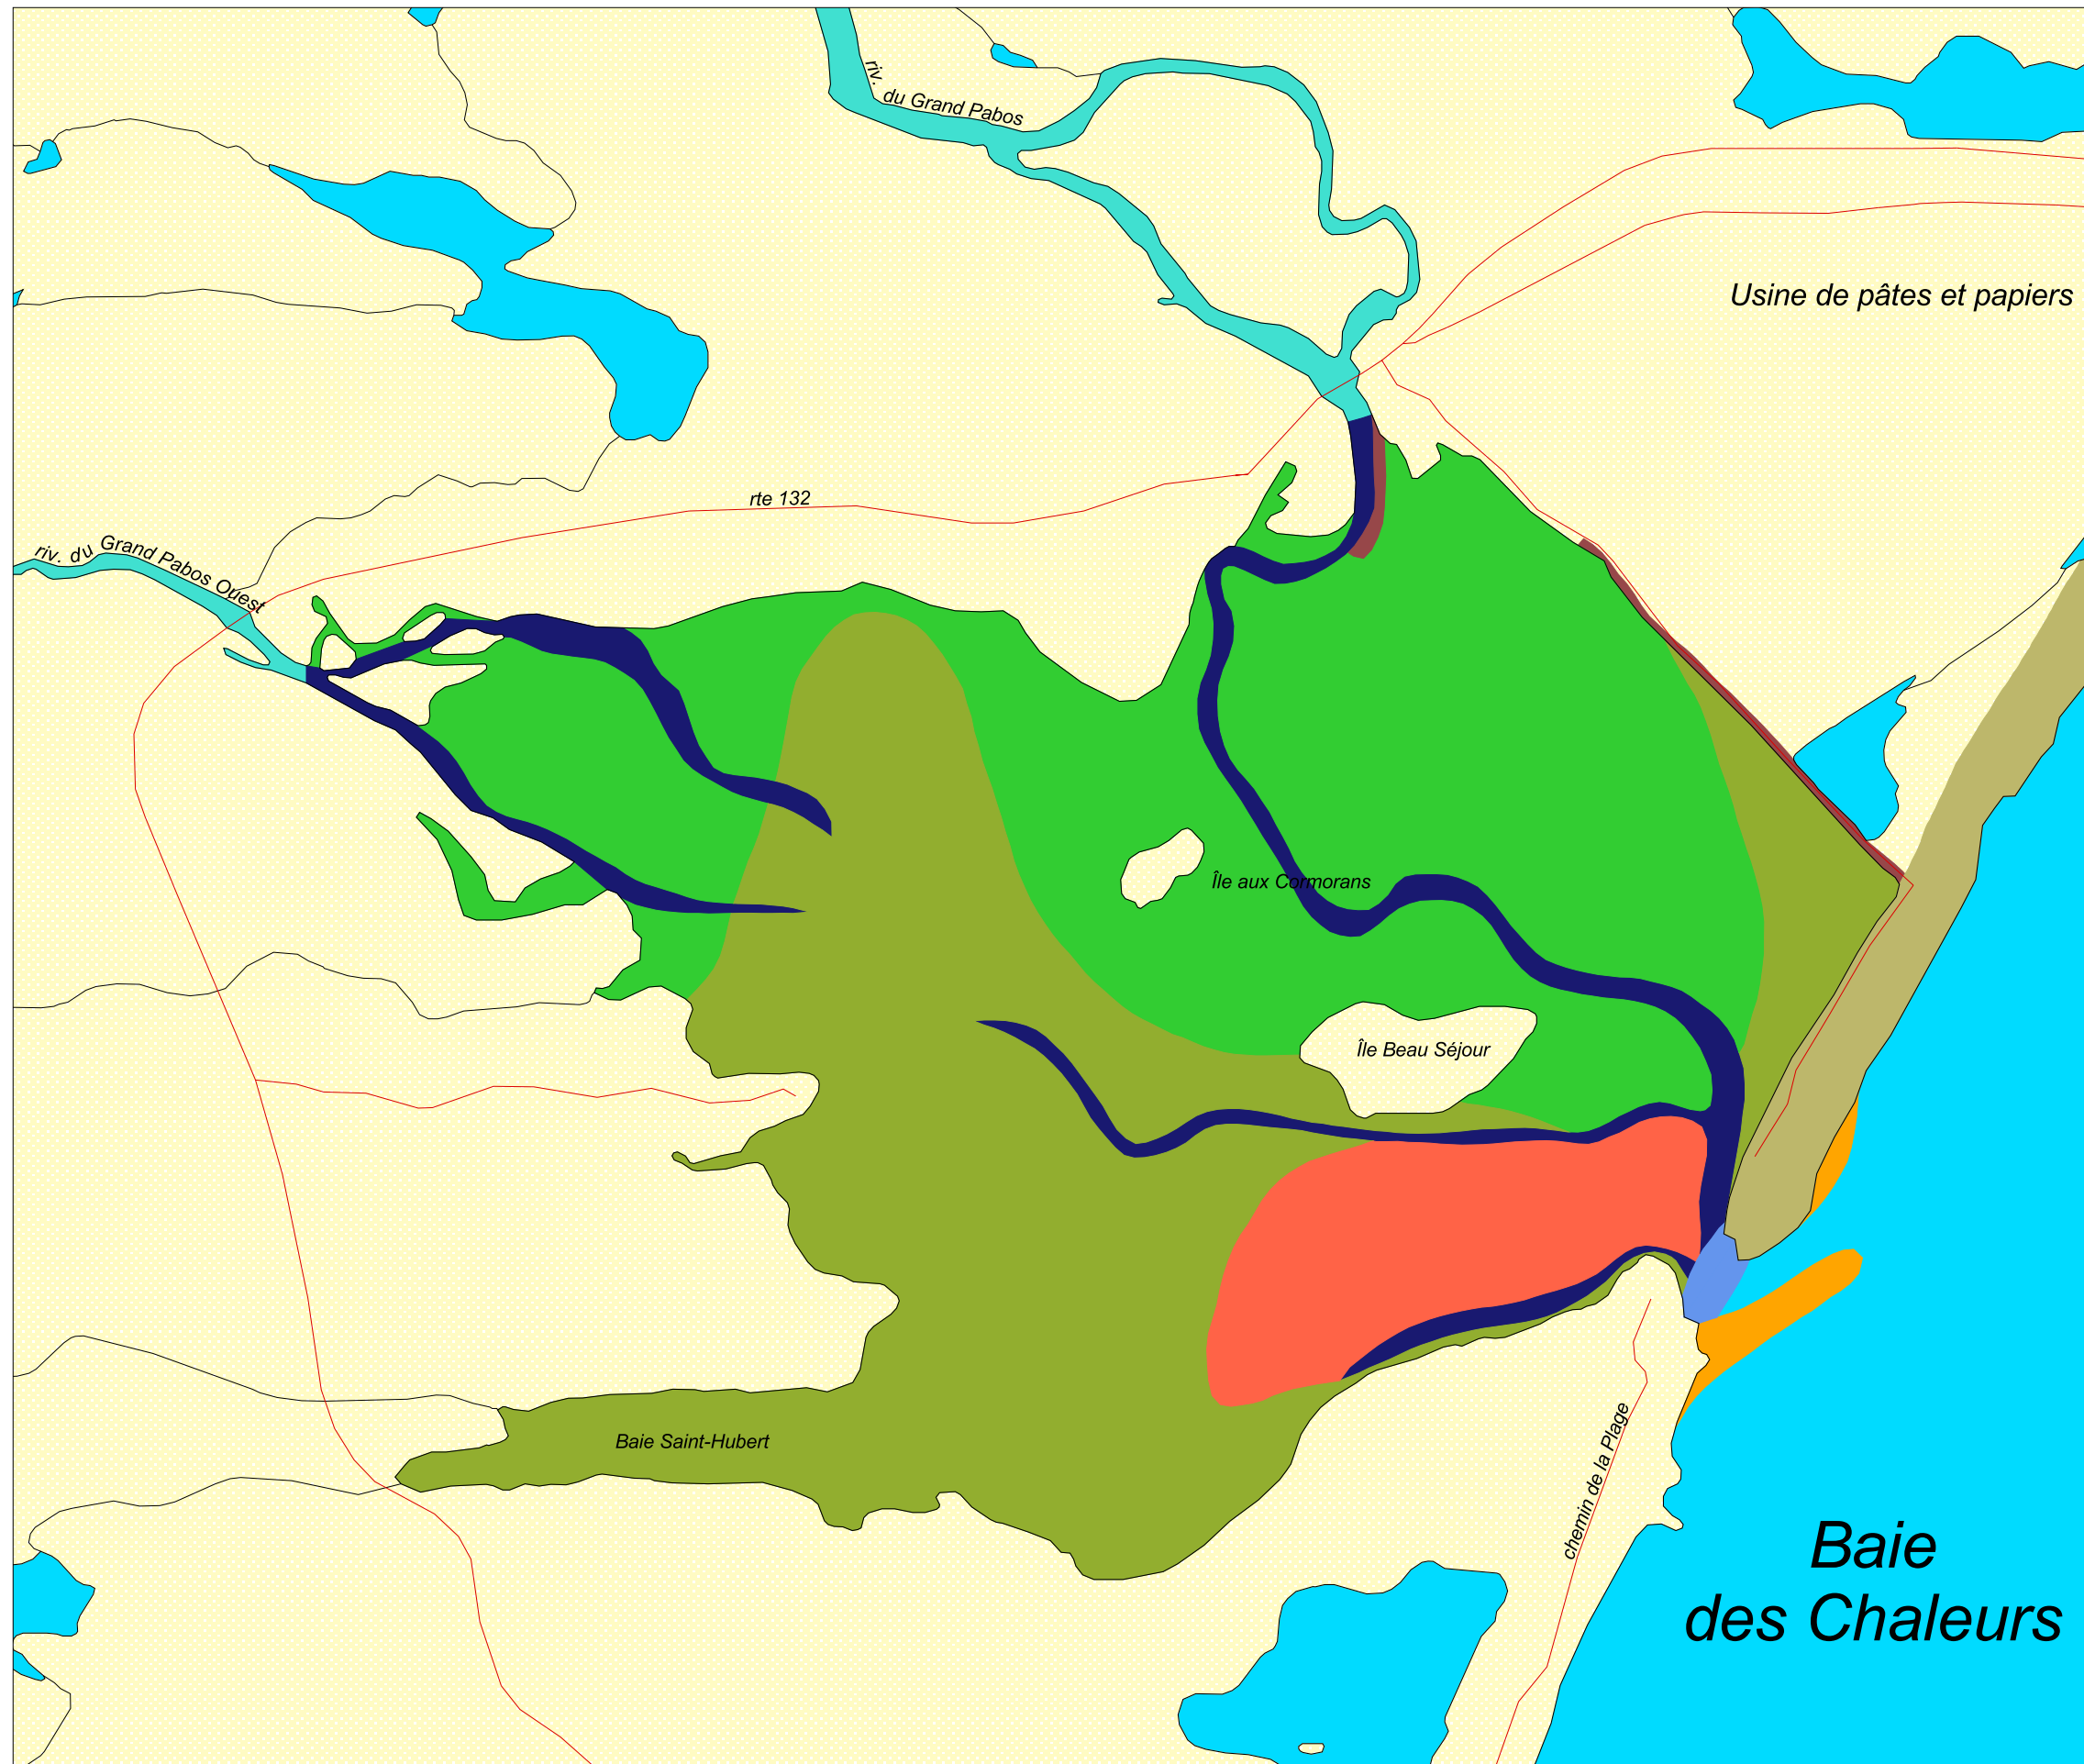 riv. du Grand Pabos
Usine de pâtes et papiers
rte 132
riv. du Grand Pabos Ouest
Île aux Cormorans
Île Beau Séjour
Baie Saint-Hubert
chemin de la Plage
Baie
des Chaleurs